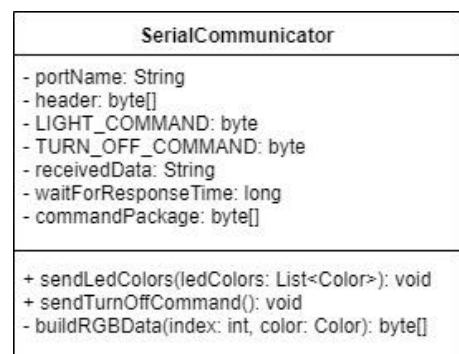 SerialCommunicator
- portName: String
- header: byte[]
- LIGHT_COMMAND: byte
- TURN_OFF_COMMAND: byte
- receivedData: String
- waitForResponseTime: long
- commandPackage: byte[]
+ sendLedColors(ledColors: List<Color>): void
+ sendTurnOffCommand(): void
- buildRGBData(index: int, color: Color): byte[]